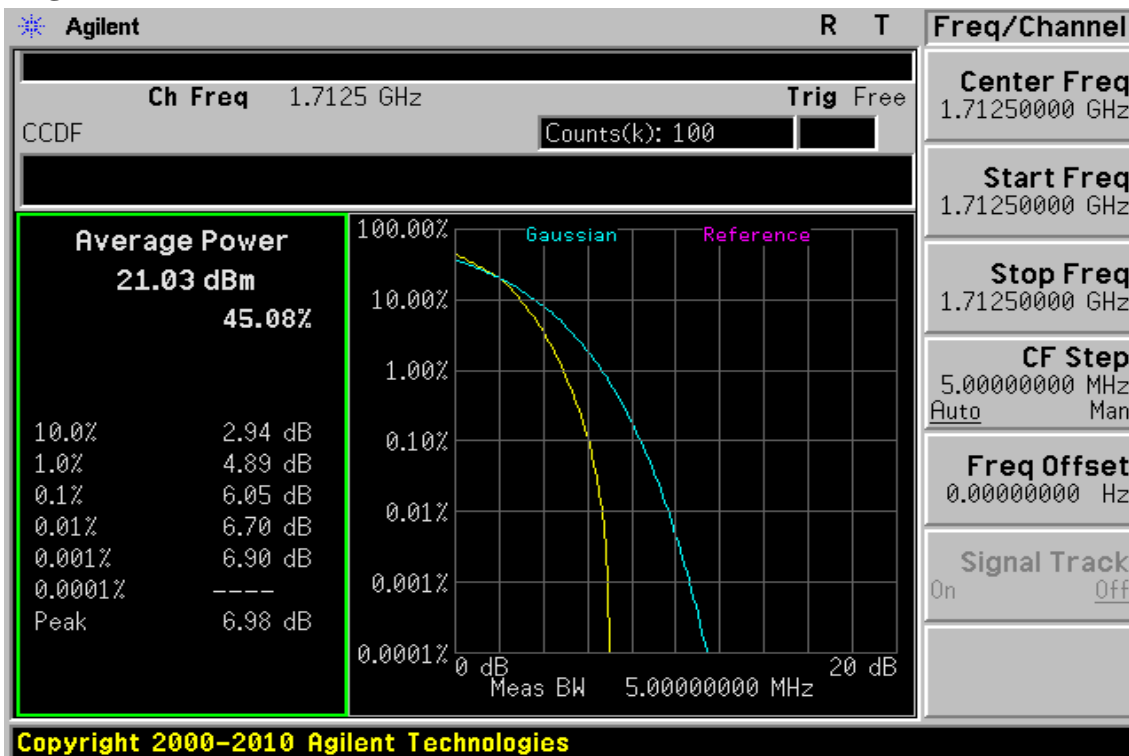 Agilent R T Freq/Channel
Ch Freq 1.7125 GHz Trig Free
CCDF Counts(k): 100
Center Freq
1.71250000 GHz
Start Freq
1.71250000 GHz
Stop Freq
1.71250000 GHz
CF Step
5.00000000 MHz
Auto Man
Freq Offset
0.00000000 Hz
Signal Track
On Off
Average Power
21.03 dBm
45.08%
10.0% 2.94 dB
1.0% 4.89 dB
0.1% 6.05 dB
0.01% 6.70 dB
0.001% 6.90 dB
0.0001% ----
Peak 6.98 dB
Gaussian Reference
100.00%
10.00%
1.00%
0.10%
0.01%
0.001%
0.0001%
0 dB 20 dB
Meas BW 5.00000000 MHz
Copyright 2000-2010 Agilent Technologies